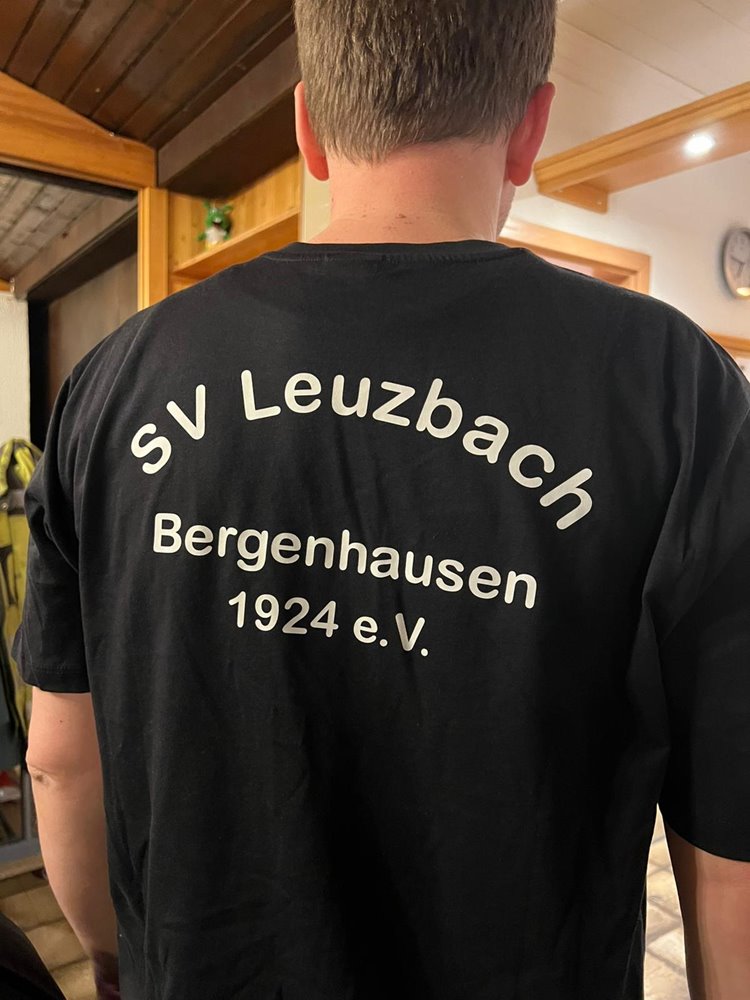 SV Leuzbach
Bergenhausen
1924 e.V.